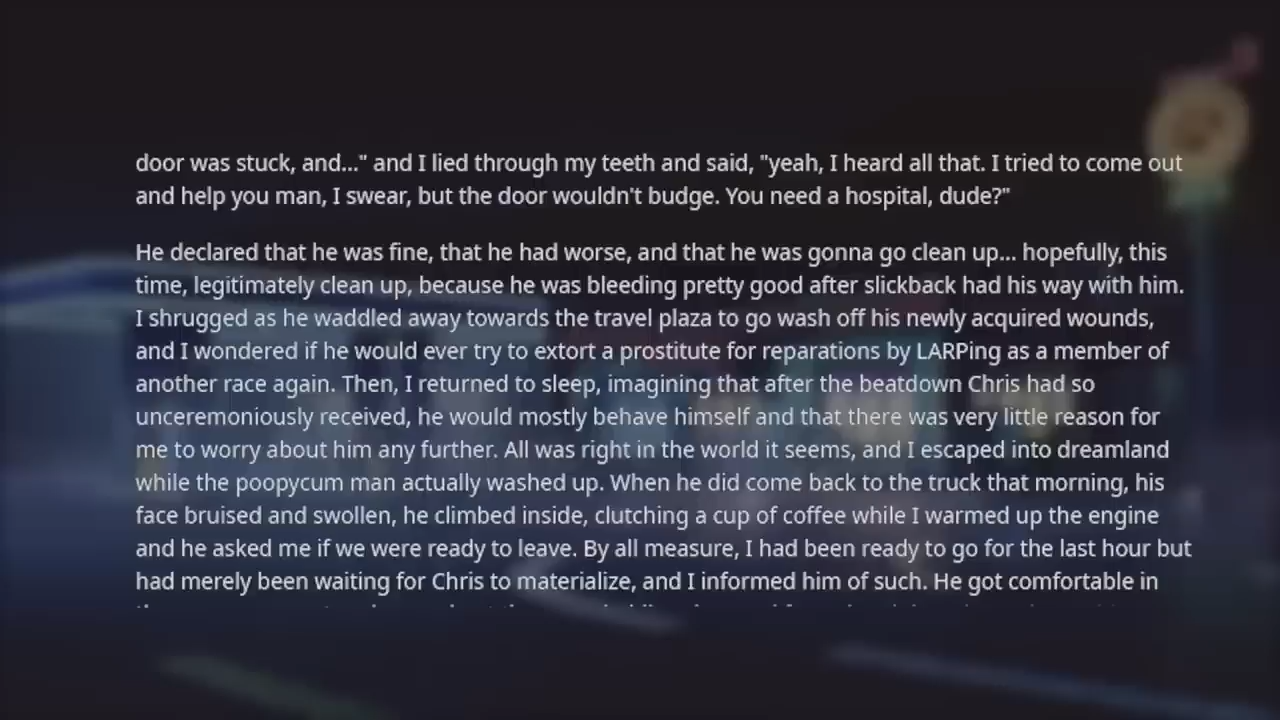 door was stuck, and..." and I lied through my teeth and said, "yeah, I heard all that. I tried to come out
and help you man, I swear, but the door wouldn't budge. You need a hospital, dude?"
He declared that he was fine, that he had worse, and that he was gonna go clean up... hopefully, this
time, legitimately clean up, because he was bleeding pretty good after slickback had his way with him.
I shrugged as he waddled away towards the travel plaza to go wash off his newly acquired wounds,
and I wondered if he would ever try to extort a prostitute for reparations by LARPing as a member of
another race again. Then, I returned to sleep, imagining that after the beatdown Chris had so
unceremoniously received, he would mostly behave himself and that there was very little reason for
me to worry about him any further. All was right in the world it seems, and I escaped into dreamland
while the poopycum man actually washed up. When he did come back to the truck that morning, his
face bruised and swollen, he climbed inside, clutching a cup of coffee while I warmed up the engine
and he asked me if we were ready to leave. By all measure, I had been ready to go for the last hour but
had merely been waiting for Chris to materialize, and I informed him of such. He got comfortable in